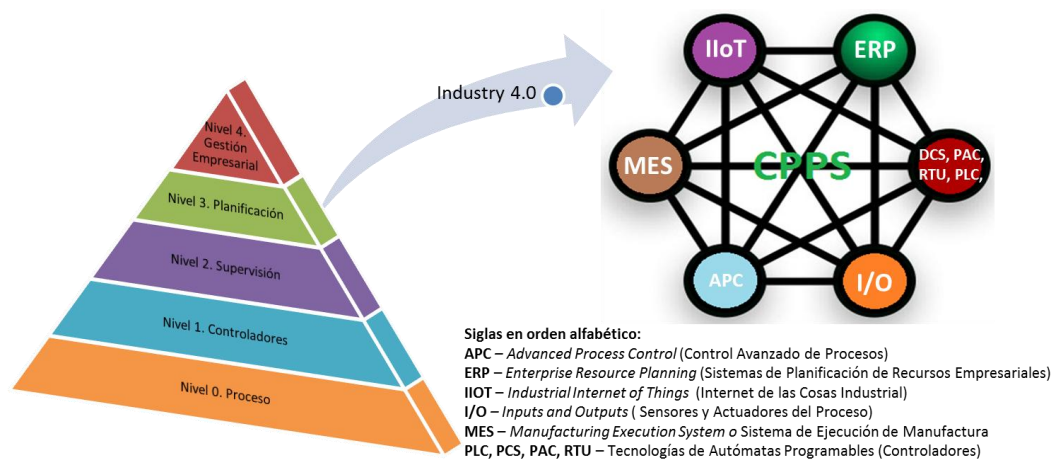 Nivel 4.
Gestión
Empresarial
Nivel 3. Planificación
Nivel 2. Supervisión
Nivel 1. Controladores
Nivel 0. Proceso
Industry 4.0
IIoT
ERP
MES
CPPS
DCS, PAC,
RTU, PLC,
APC
I/O
Siglas en orden alfabético:
APC – Advanced Process Control (Control Avanzado de Procesos)
ERP – Enterprise Resource Planning (Sistemas de Planificación de Recursos Empresariales)
IIOT – Industrial Internet of Things (Internet de las Cosas Industrial)
I/O – Inputs and Outputs ( Sensores y Actuadores del Proceso)
MES – Manufacturing Execution System o Sistema de Ejecución de Manufactura
PLC, PCS, PAC, RTU – Tecnologías de Autómatas Programables (Controladores)